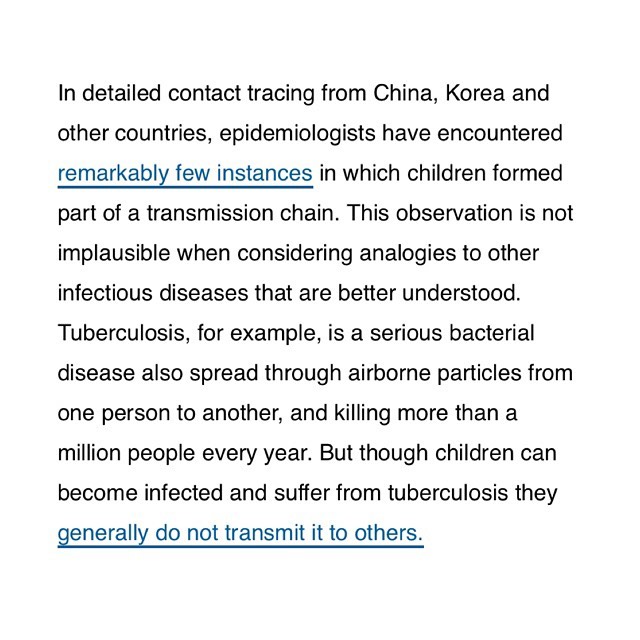 In detailed contact tracing from China, Korea and
other countries, epidemiologists have encountered
remarkably few instances in which children formed
part of a transmission chain. This observation is not
implausible when considering analogies to other
infectious diseases that are better understood.
Tuberculosis, for example, is a serious bacterial
disease also spread through airborne particles from
one person to another, and killing more than a
million people every year. But though children can
become infected and suffer from tuberculosis they
generally do not transmit it to others.